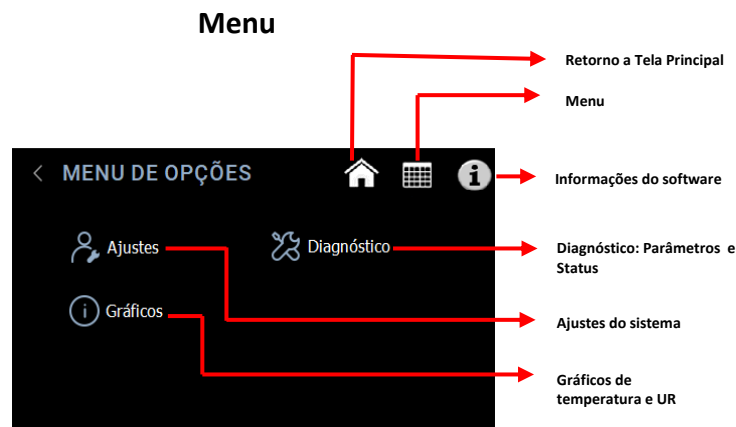 Menu
Retorno a Tela Principal
Menu
< MENU DE OPÇÕES
Informações do software
Ajustes
Diagnóstico
Diagnóstico: Parâmetros e
Status
Gráficos
Ajustes do sistema
Gráficos de
temperatura e UR